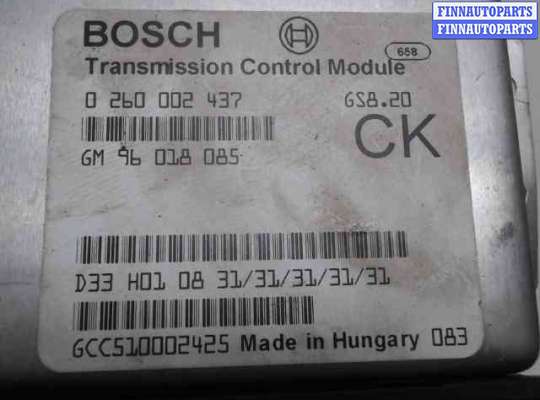 FINNAUTOPARTS
FINNAUTOPARTS
BOSCH
658
Transmission Control Module
0 260 002 437 GS8.20
GM 96 018 085
CK
D33 H01 08 31/31/31/31/31
GCC510002425 Made in Hungary 083